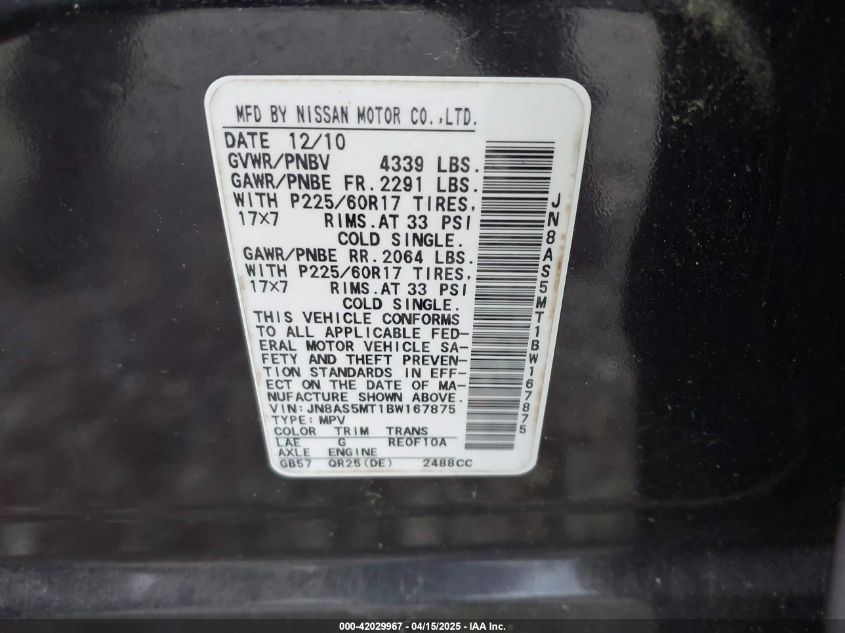 MFD BY NISSAN MOTOR CO.,LTD.
DATE 12/10
GVWR/PNBV 4339 LBS.
GAWR/PNBE FR. 2291 LBS.
WITH P225/60R17 TIRES.
17×7 RIMS. AT 33 PSI
COLD SINGLE.
GAWR/PNBE RR. 2064 LBS.
WITH P225/60R17 TIRES.
17×7 RIMS. AT 33 PSI
COLD SINGLE.
THIS VEHICLE CONFORMS
TO ALL APPLICABLE FED-
ERAL MOTOR VEHICLE SA-
FETY AND THEFT PREVEN-
TION STANDARDS IN EFF-
ECT ON THE DATE OF MA-
NUFACTURE SHOWN ABOVE.
VIN: JN8AS5MT1BW167875
TYPE: MPV
COLOR TRIM TRANS
LAE G RE0F10A
AXLE ENGINE
GB57 QR25(DE) 2488CC
JN8AS5MT1BW167875
000-42029967 - 04/15/2025 - IAA Inc.